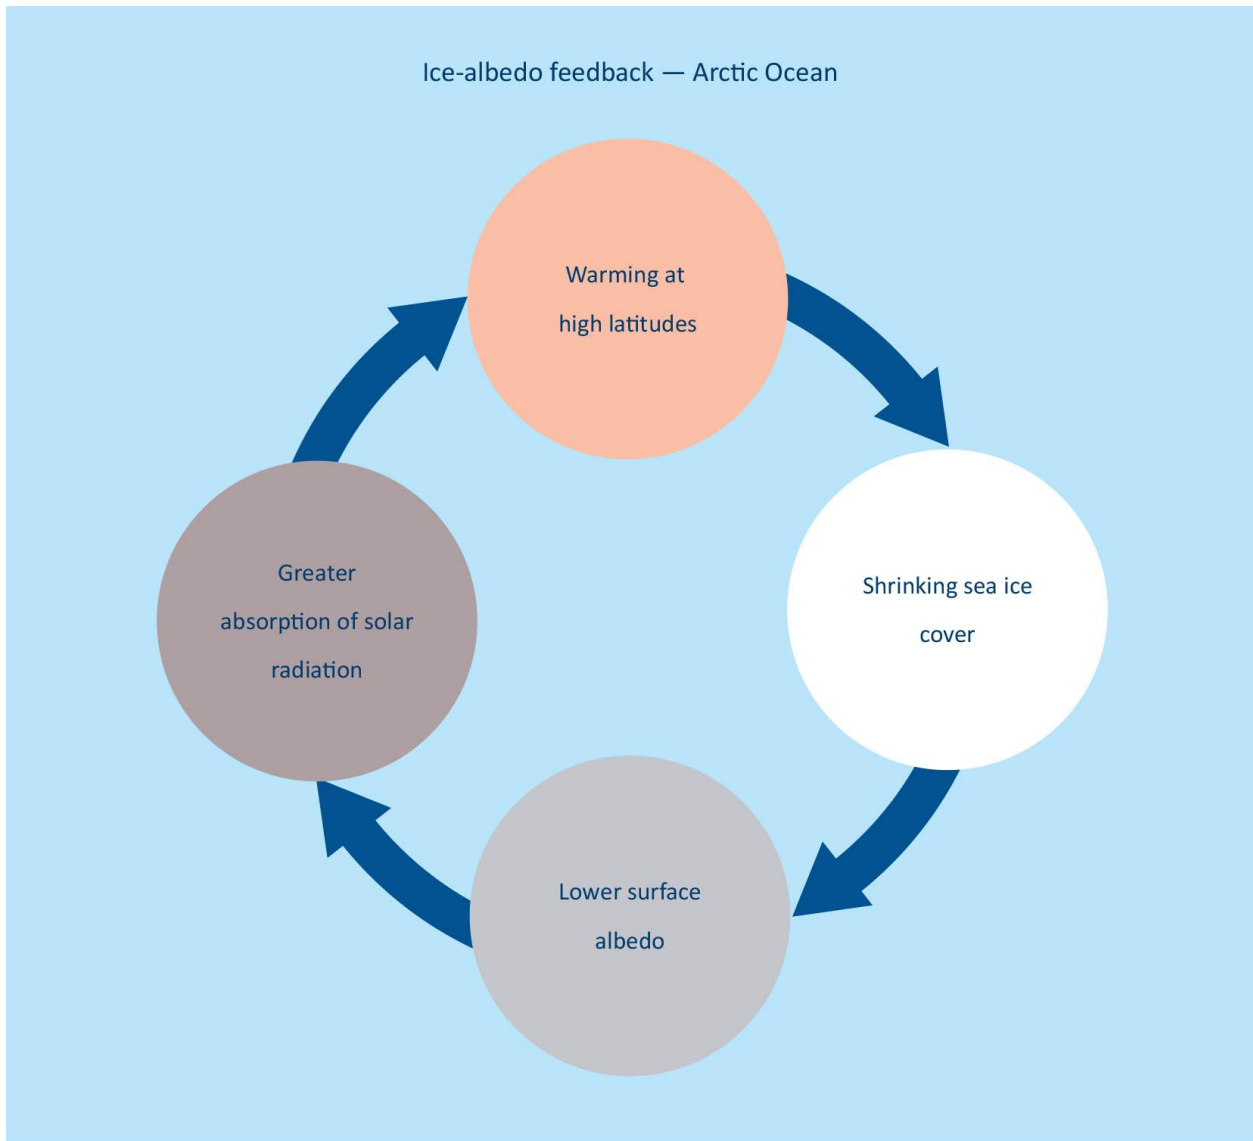 Ice-albedo feedback — Arctic Ocean
Warming at
high latitudes
Shrinking sea ice
cover
Lower surface
albedo
Greater
absorption of solar
radiation